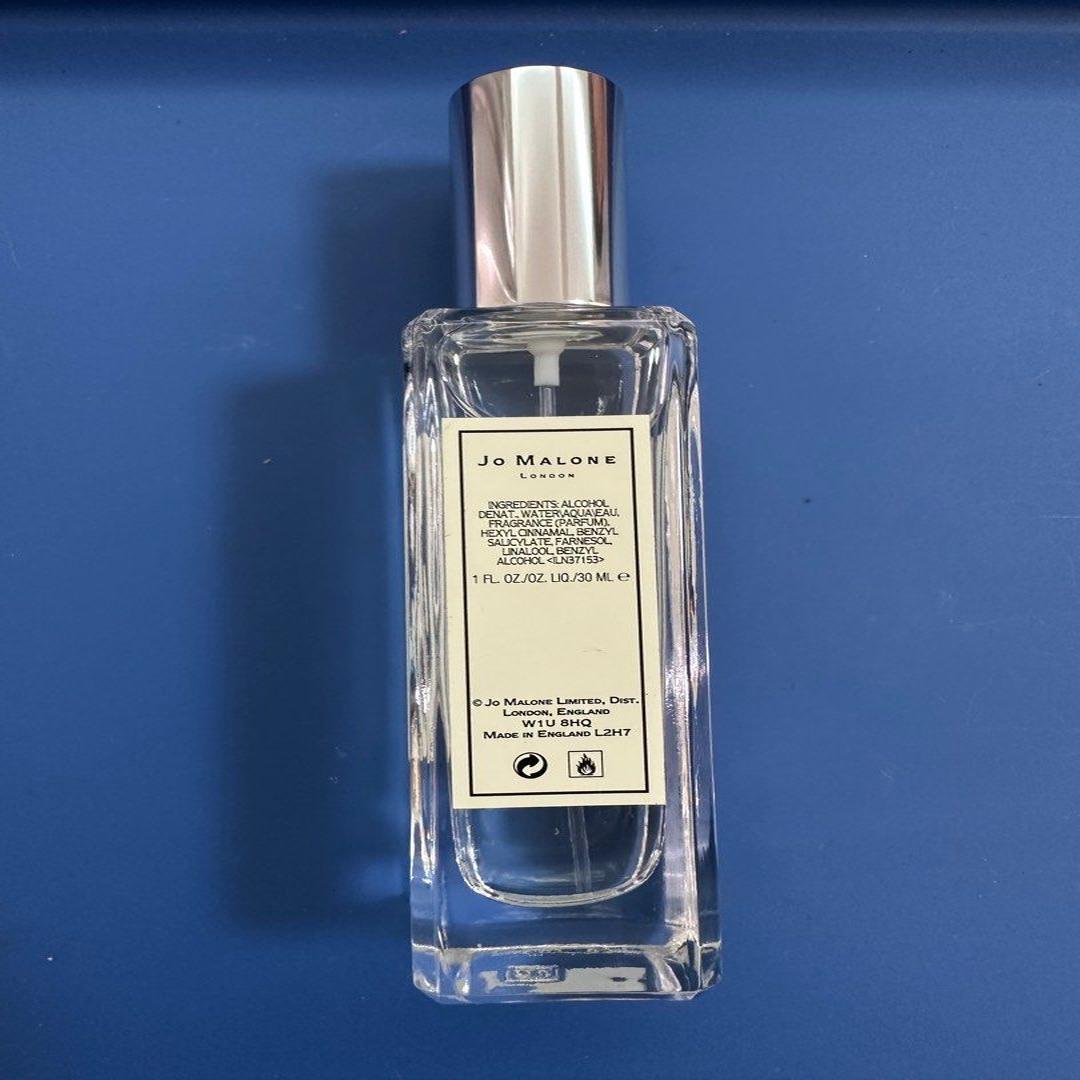 JO MALONE
LONDON
INGREDIENTS: ALCOHOL
DENAT., WATER\AQUA\EAU,
FRAGRANCE (PARFUM),
HEXYL CINNAMAL, BENZYL
SALICYLATE, FARNESOL,
LINALOOL, BENZYL
ALCOHOL <ILN37153>
1 FL. OZ./OZ. LIQ./30 ML ℮
© JO MALONE LIMITED, DIST.
LONDON, ENGLAND
W1U 8HQ
MADE IN ENGLAND L2H7